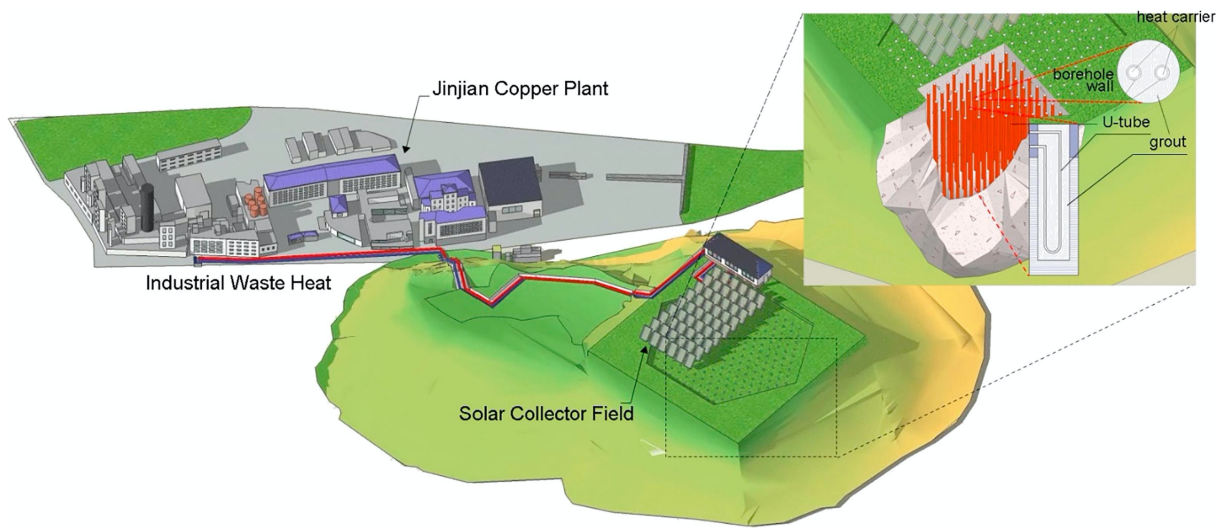 heat carrier
Jinjian Copper Plant
borehole
wall
U-tube
grout
Industrial Waste Heat
Solar Collector Field